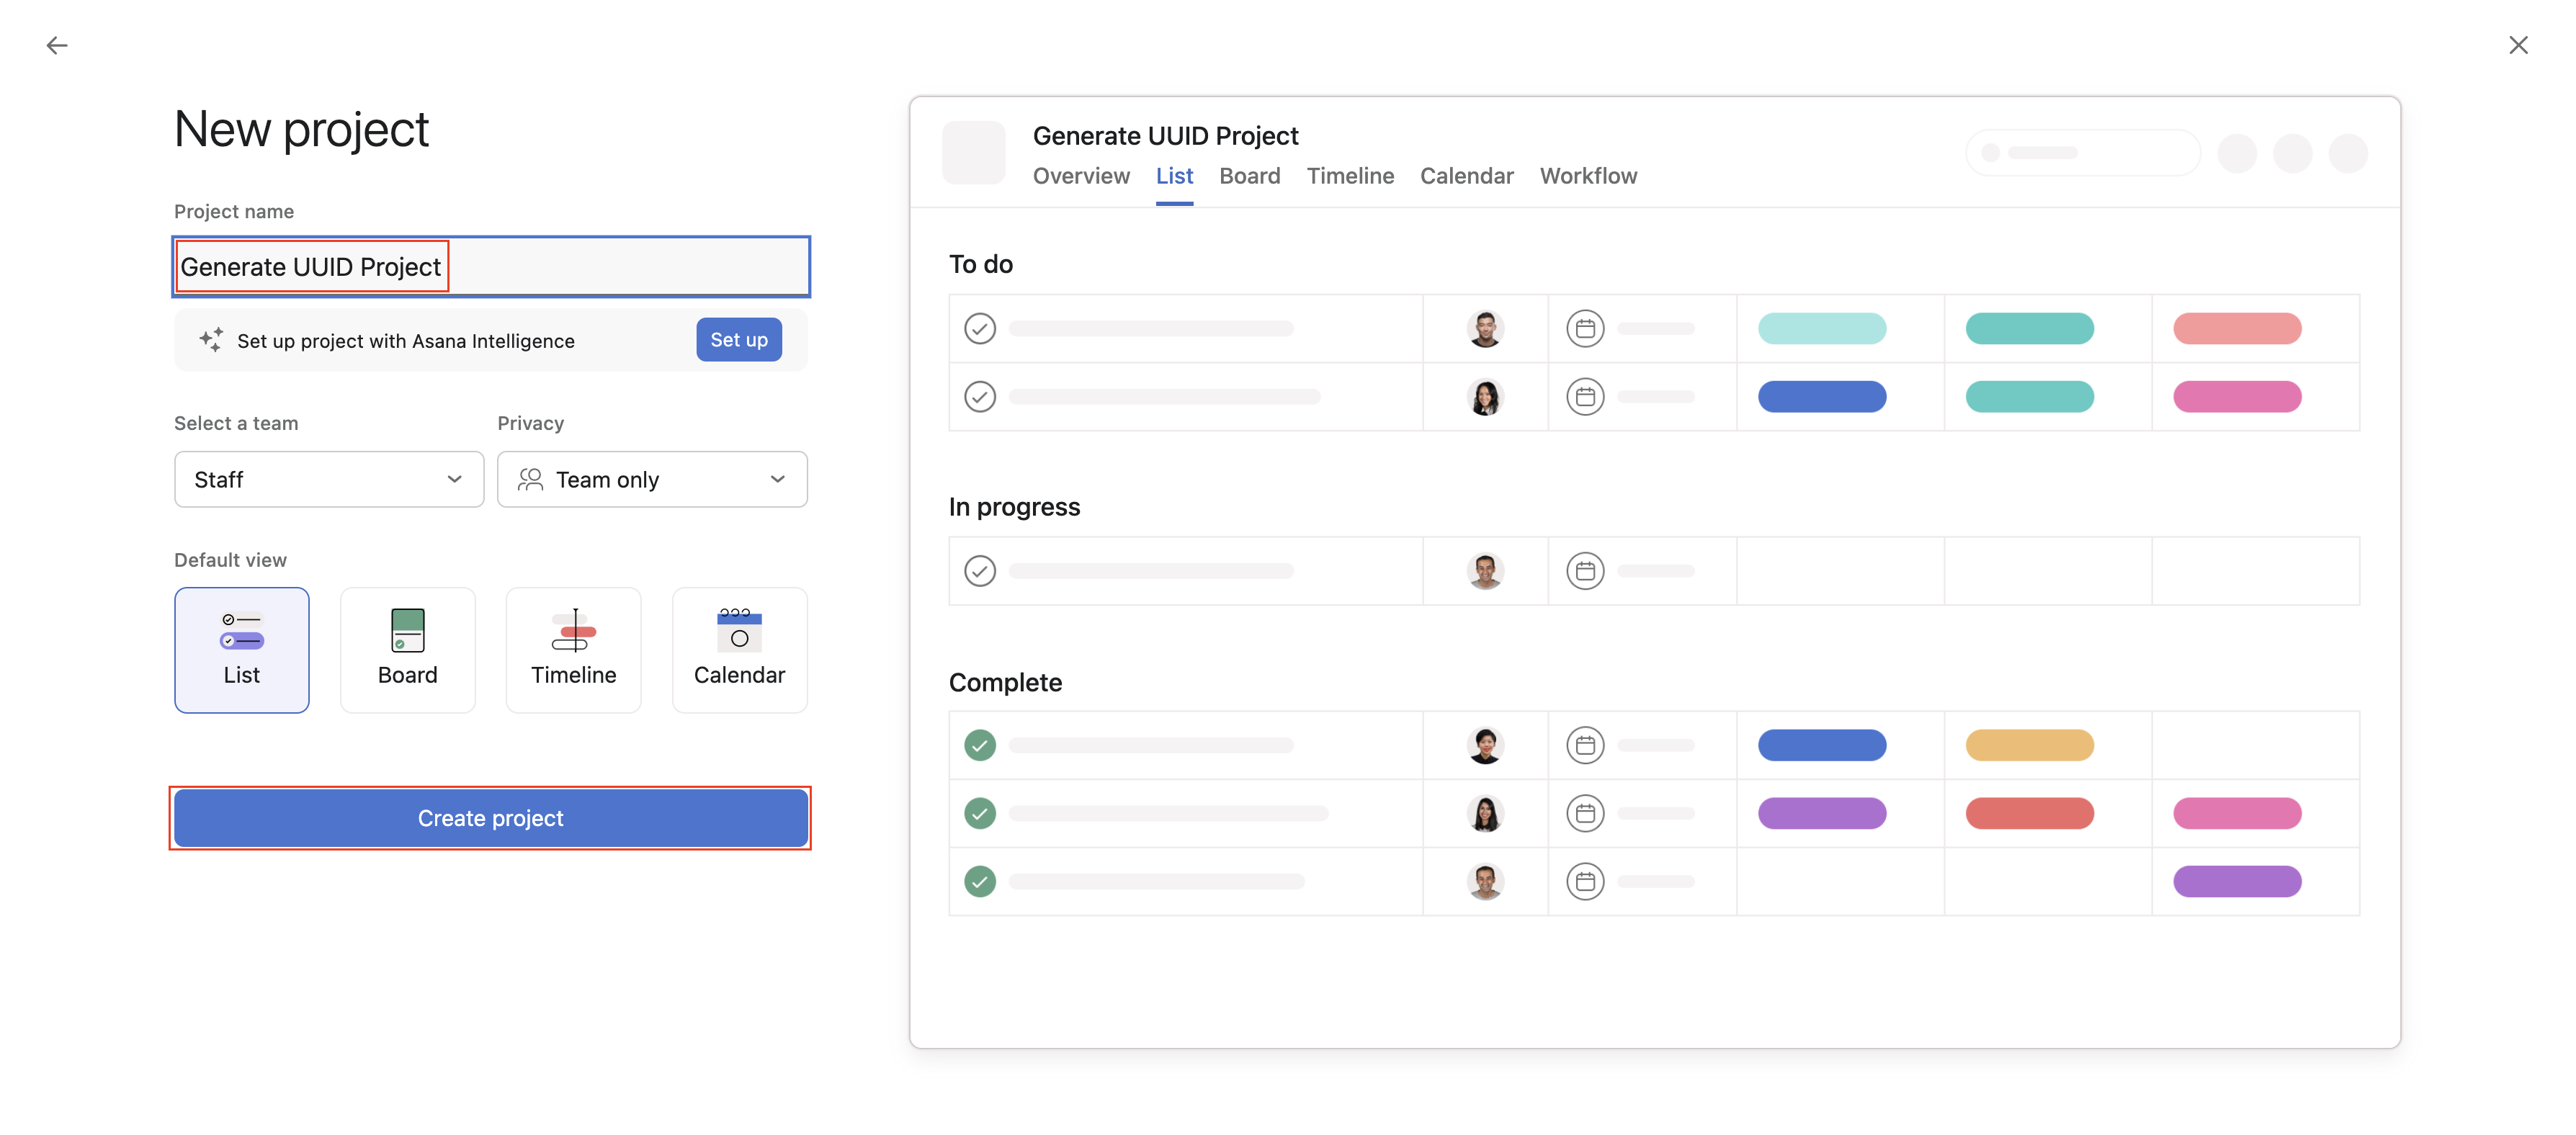 New project
Project name
Generate UUID Project
Set up project with Asana Intelligence
Set up
Select a team
Privacy
Staff
Team only
Default view
List
Board
Timeline
Calendar
Create project
Generate UUID Project
Overview
List
Board
Timeline
Calendar
Workflow
To do
In progress
Complete